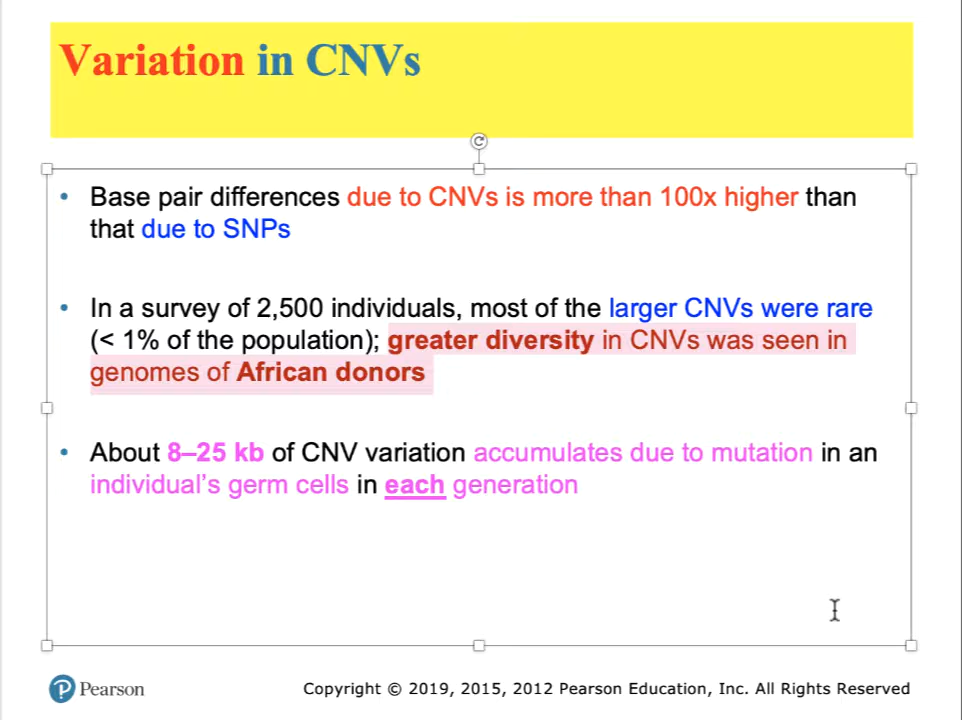 Variation in CNVs
• Base pair differences due to CNVs is more than 100x higher than
that due to SNPs
• In a survey of 2,500 individuals, most of the larger CNVs were rare
(< 1% of the population); greater diversity in CNVs was seen in
genomes of African donors
• About 8–25 kb of CNV variation accumulates due to mutation in an
individual’s germ cells in each generation
Pearson
Copyright © 2019, 2015, 2012 Pearson Education, Inc. All Rights Reserved